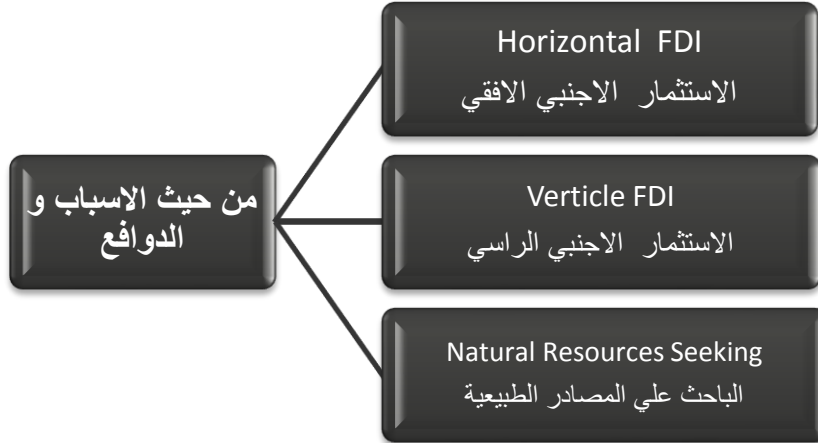 من حيث الاسباب و
الدوافع
Horizontal FDI
الاستثمار الاجنبي الافقي
Verticle FDI
الاستثمار الاجنبي الراسي
Natural Resources Seeking
الباحث علي المصادر الطبيعية